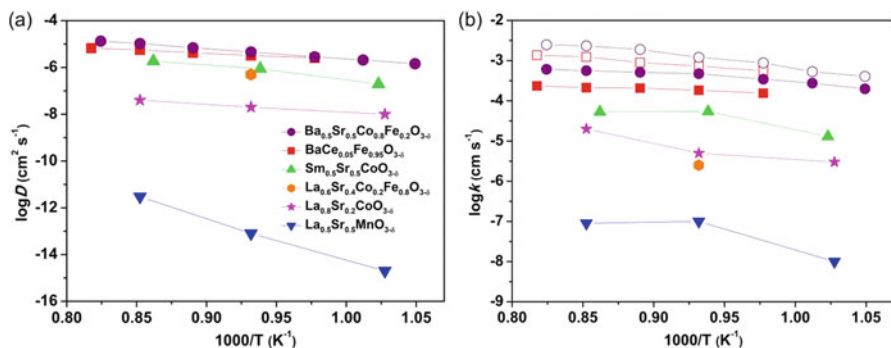 (a)
-4
-6
-8
-10
-12
-14
-16
logD (cm² s⁻¹)
Ba₀.₅Sr₀.₅Co₀.₈Fe₀.₂O₃₋δ
BaCe₀.₀₅Fe₀.₉₅O₃₋δ
Sm₀.₅Sr₀.₅CoO₃₋δ
La₀.₆Sr₀.₄Co₀.₂Fe₀.₈O₃₋δ
La₀.₈Sr₀.₂CoO₃₋δ
La₀.₅Sr₀.₅MnO₃₋δ
0.80 0.85 0.90 0.95 1.00 1.05
1000/T (K⁻¹)
(b)
-2
-3
-4
-5
-6
-7
-8
-9
logk (cm s⁻¹)
0.80 0.85 0.90 0.95 1.00 1.05
1000/T (K⁻¹)